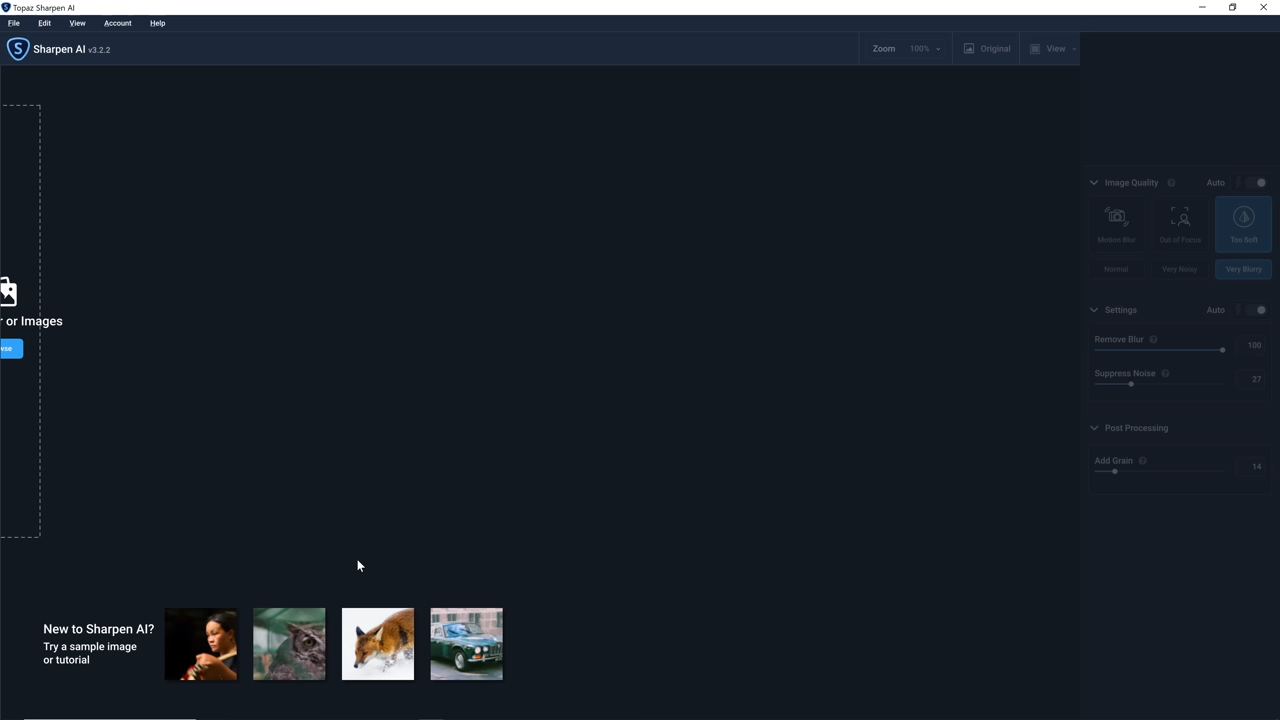 Topaz Sharpen AI
File Edit View Account Help
Sharpen AI v3.2.2
Zoom 100% Original View
Image Quality Auto
Motion Blur Out of Focus Too Soft
Normal Very Noisy Very Blurry
Settings Auto
Remove Blur 100
Suppress Noise 27
Post Processing
Add Grain 14
r or Images
wse
New to Sharpen AI?
Try a sample image
or tutorial